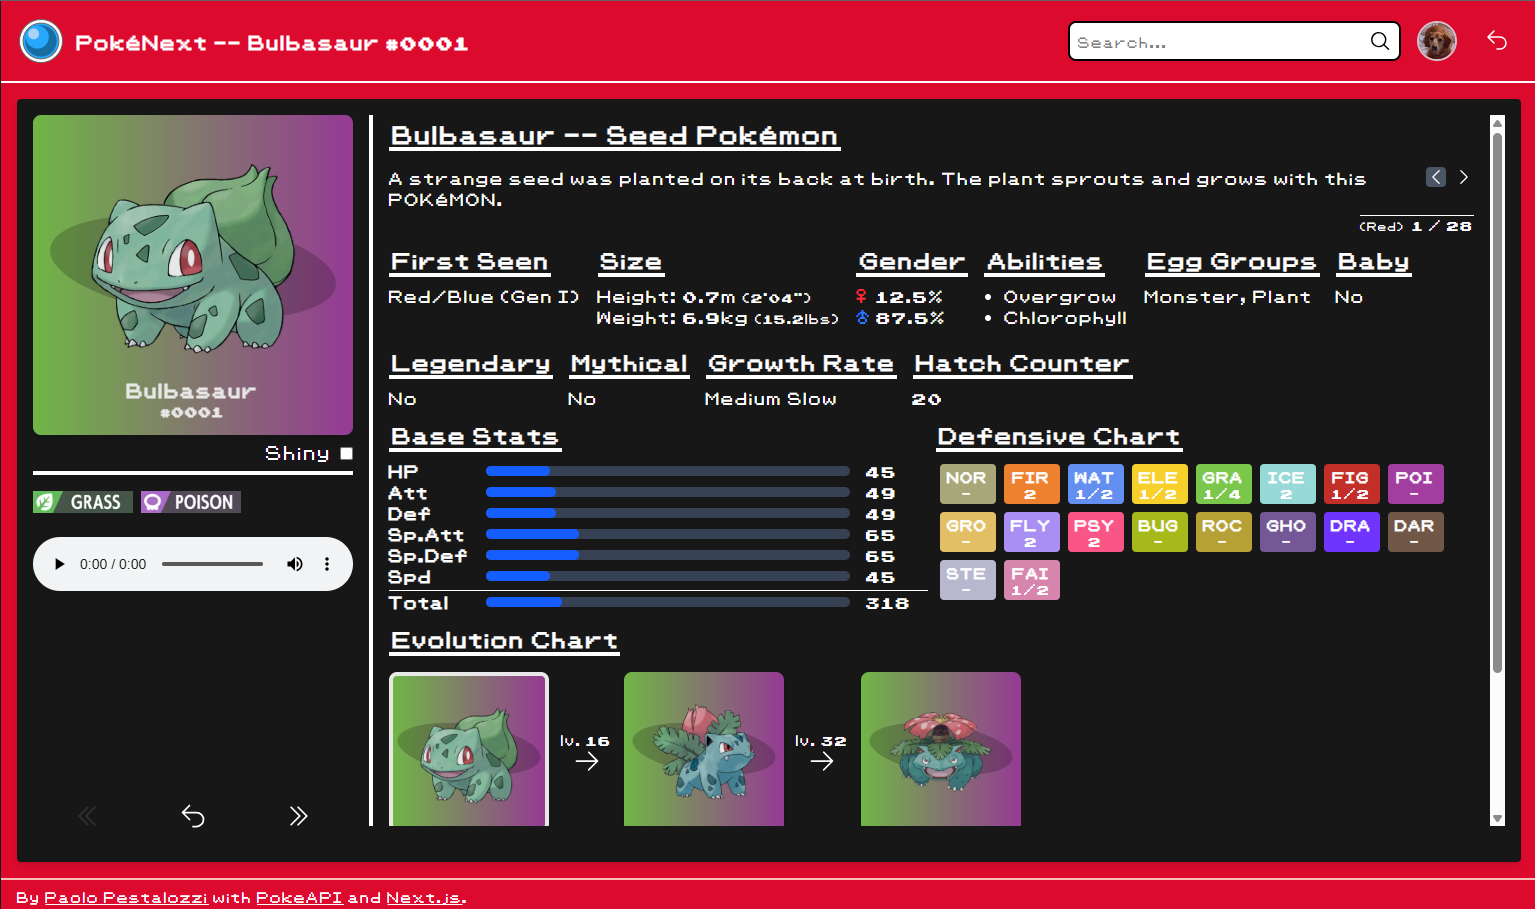 PokéNext -- Bulbasaur #0001
Search...
Bulbasaur
#0001
Shiny
GRASS POISON
0:00 / 0:00
Bulbasaur -- Seed Pokémon
A strange seed was planted on its back at birth. The plant sprouts and grows with this
POKéMON.
(Red) 1 / 28
First Seen Size Gender Abilities Egg Groups Baby
Red/Blue (Gen I) Height: 0.7m (2'04") ♀ 12.5% • Overgrow Monster, Plant No
Weight: 6.9kg (15.2lbs) ♂ 87.5% • Chlorophyll
Legendary Mythical Growth Rate Hatch Counter
No No Medium Slow 20
Base Stats
HP 45
Att 49
Def 49
Sp.Att 65
Sp.Def 65
Spd 45
Total 318
Defensive Chart
NOR FIR WAT ELE GRA ICE FIG POI
- 2 1/2 1/2 1/4 2 1/2 -
GRO FLY PSY BUG ROC GHO DRA DAR
- 2 2 - - - - -
STE FAI
- 1/2
Evolution Chart
lv. 16 lv. 32
By Paolo Pestalozzi with PokeAPI and Next.js.